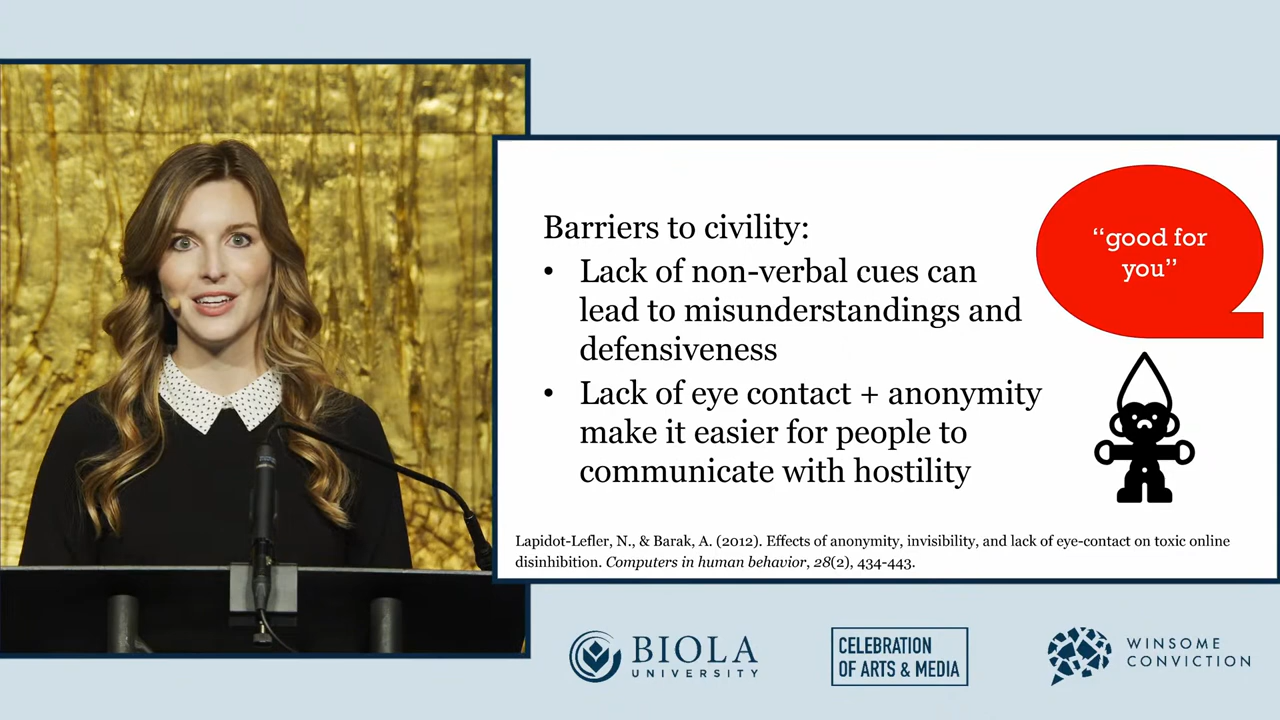 Barriers to civility:
• Lack of non-verbal cues can
lead to misunderstandings and
defensiveness
• Lack of eye contact + anonymity
make it easier for people to
communicate with hostility
“good for
you”
Lapidot-Lefler, N., & Barak, A. (2012). Effects of anonymity, invisibility, and lack of eye-contact on toxic online
disinhibition. Computers in human behavior, 28(2), 434-443.
BIOLA
UNIVERSITY
CELEBRATION
OF ARTS & MEDIA
WINSOME
CONVICTION